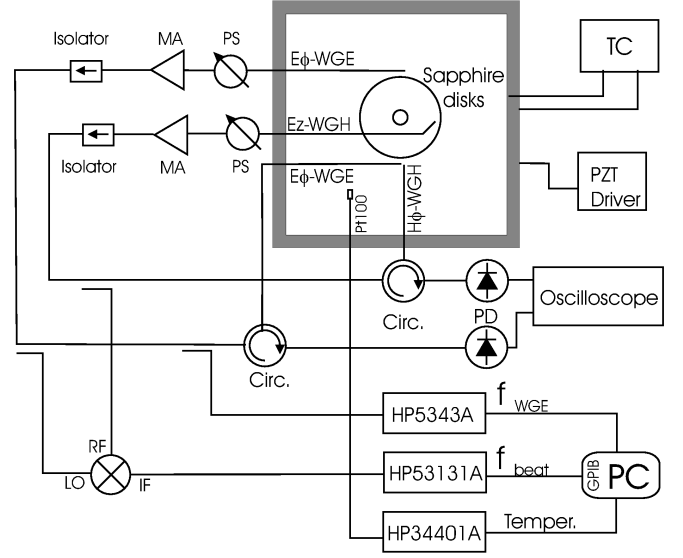 Isolator
MA
PS
Eϕ-WGE
Sapphire
disks
TC
Ez-WGH
Isolator
MA
PS
Eϕ-WGE
Pt100
Hϕ-WGH
PZT
Driver
Circ.
PD
Oscilloscope
Circ.
HP5343A
f WGE
RF
LO
IF
HP53131A
f beat
GPIB
PC
HP34401A
Temper.